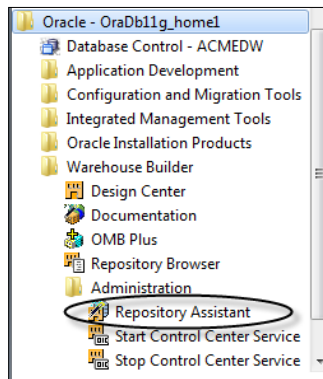 Oracle - OraDb11g_home1
Database Control - ACMEDW
Application Development
Configuration and Migration Tools
Integrated Management Tools
Oracle Installation Products
Warehouse Builder
Design Center
Documentation
OMB Plus
Repository Browser
Administration
Repository Assistant
Start Control Center Service
Stop Control Center Service